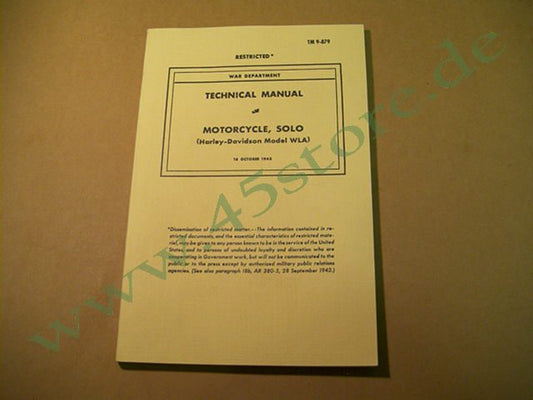 TM 9-879
RESTRICTED*
WAR DEPARTMENT
TECHNICAL MANUAL
MOTORCYCLE, SOLO
(Harley-Davidson Model WLA)
OCTOBER 1943
"Dissemination of restricted matter.—The information contained in re-
stricted documents, and the essential characteristics of restricted mate-
riel, may be given to any person known to be in the service of the United
States, and to persons of undoubted loyalty and discretion who are
cooperating in Government work, but will not be communicated to the
public or to the press except by authorized military public relations
agencies. (See also paragraph 18b, AR 380-5, 28 September 1942.)
www.45store.de